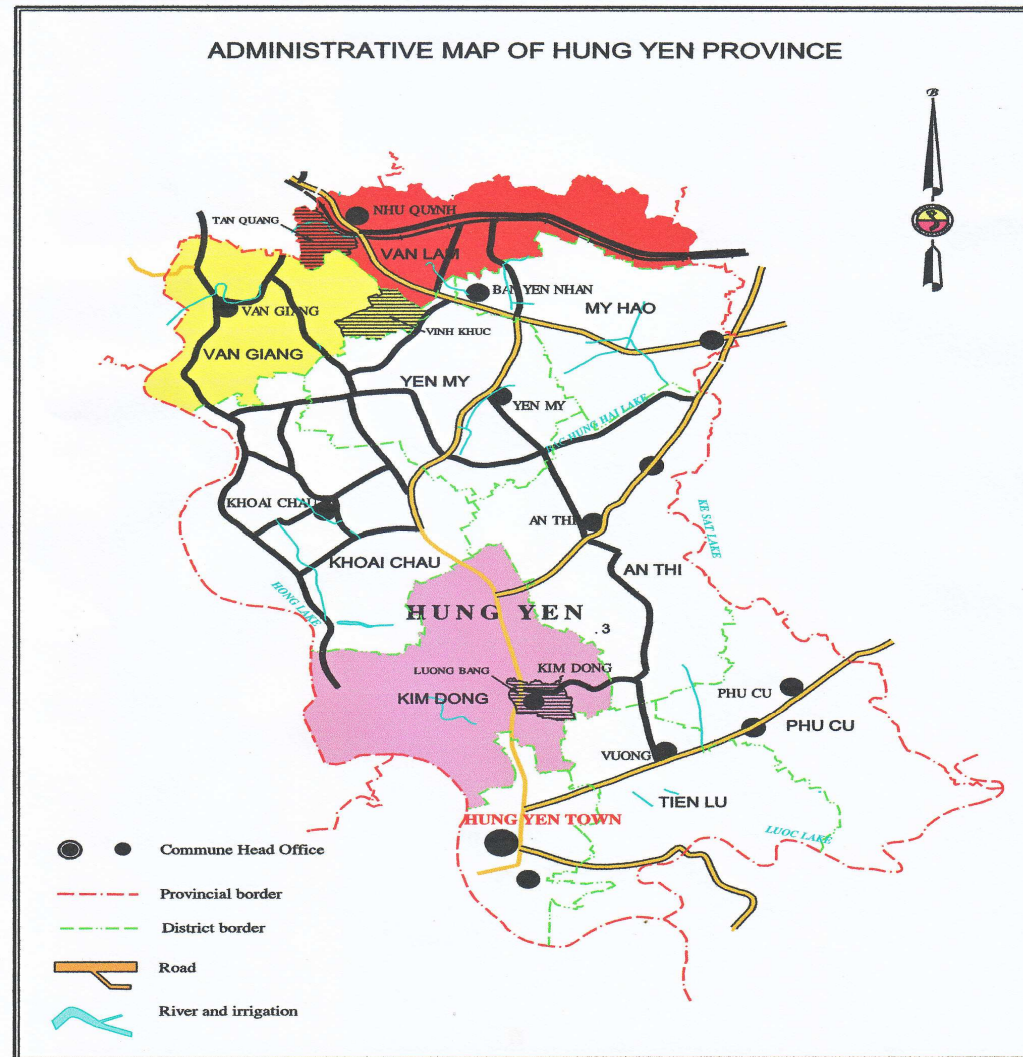 ADMINISTRATIVE MAP OF HUNG YEN PROVINCE
B
NHU QUYNH
TAN QUANG
VAN LAM
BAN YEN NHAN
MY HAO
VAN GIANG
VINH KHUC
VAN GIANG
YEN MY
YEN MY
HUNG HAI LAKE
KHOAI CHAU
AN THI
KE SAT LAKE
KHOAI CHAU
AN THI
HONG LAKE
HUNG YEN
.3
LUONG BANG
KIM DONG
KIM DONG
PHU CU
PHU CU
VUONG
TIEN LU
HUNG YEN TOWN
LUOC LAKE
Commune Head Office
Provincial border
District border
Road
River and irrigation